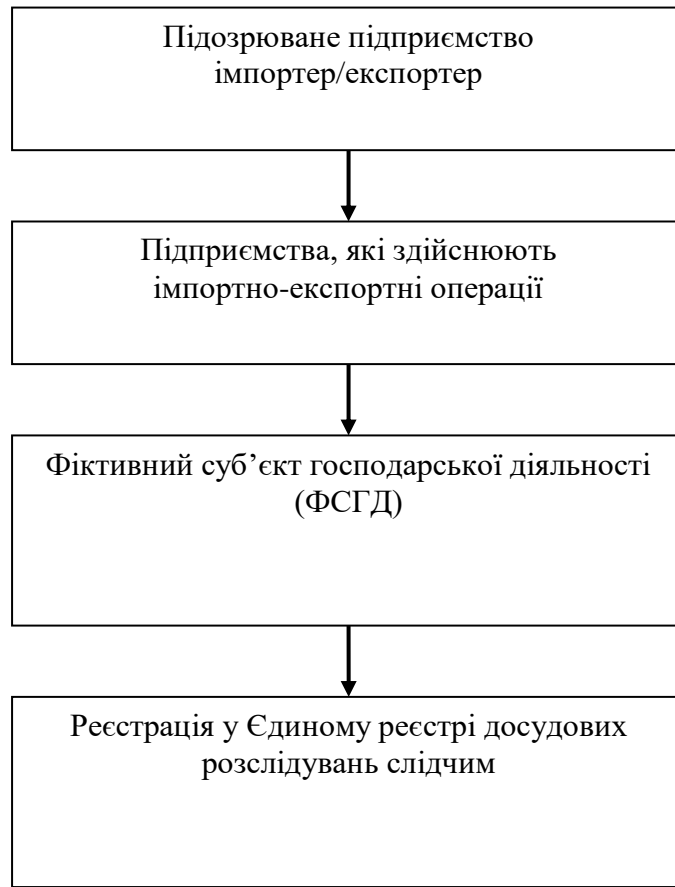 Підозрюване підприємство
імпортер/експортер
Підприємства, які здійснюють
імпортно-експортні операції
Фіктивний суб’єкт господарської діяльності
(ФСГД)
Реєстрація у Єдиному реєстрі досудових
розслідувань слідчим